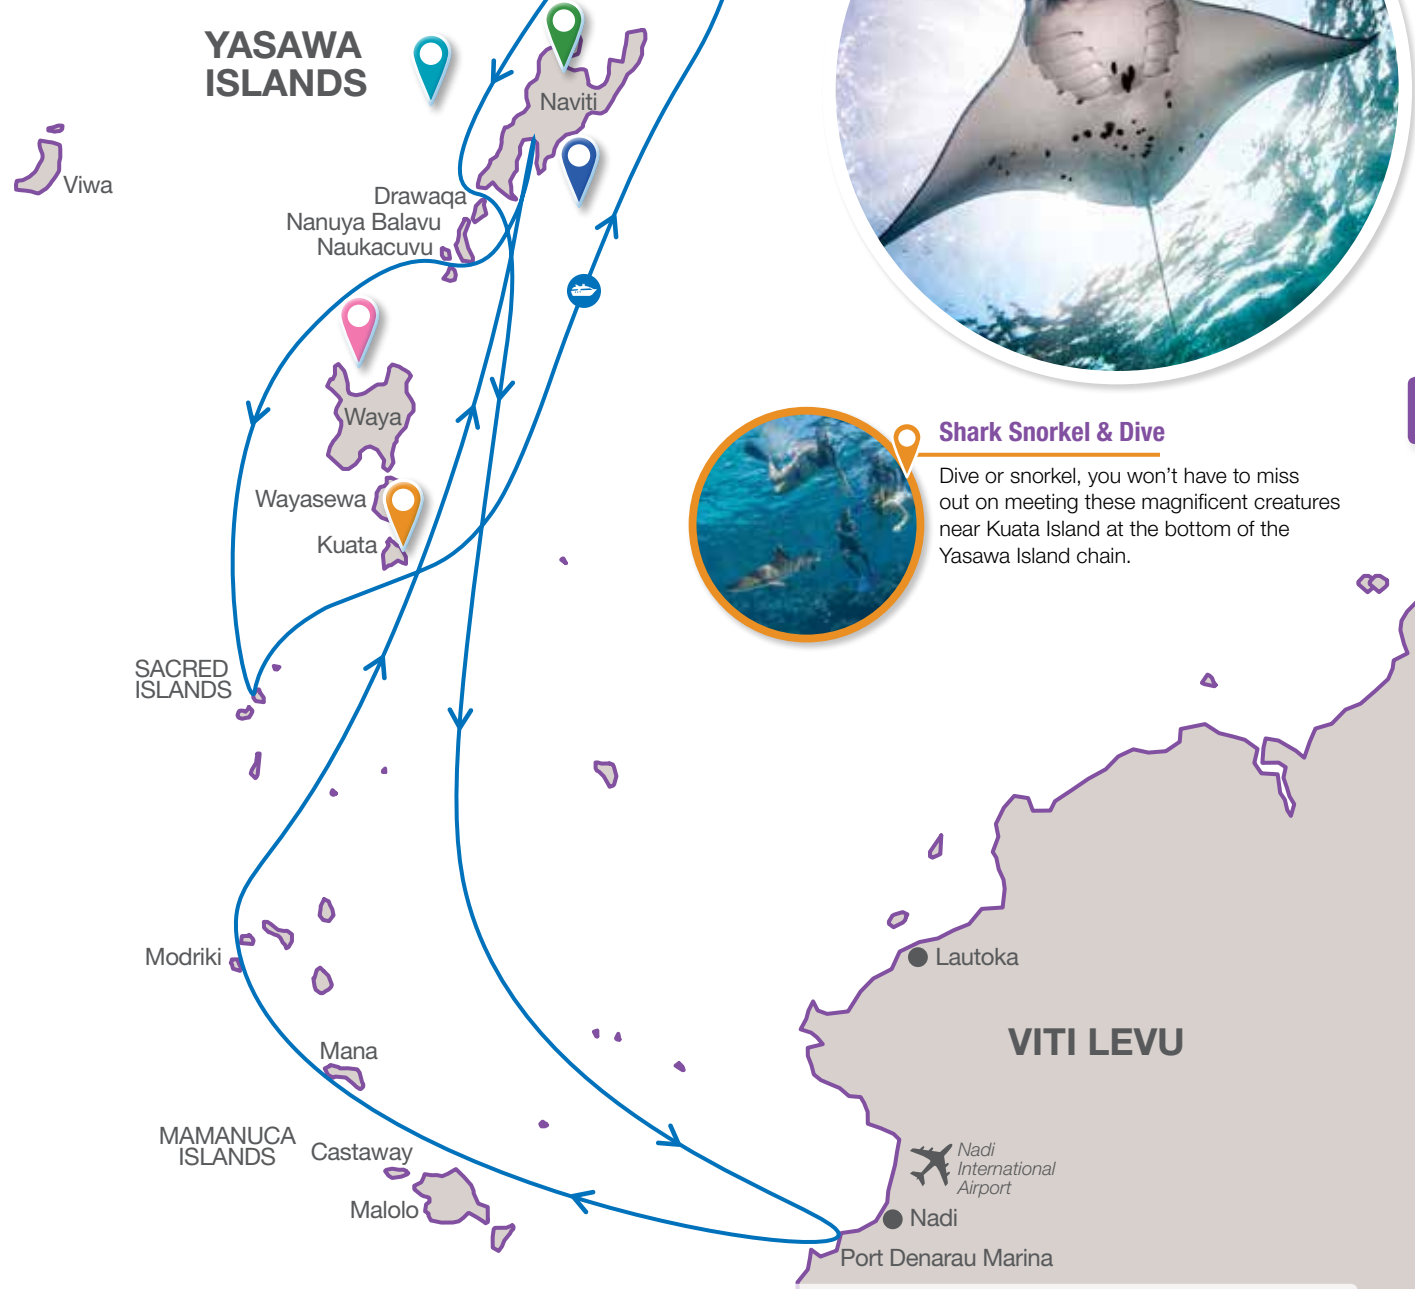 YASAWA
ISLANDS
Naviti
Viwa
Drawaqa
Nanuya Balavu
Naukacuvu
Waya
Wayasewa
Kuata
Shark Snorkel & Dive
Dive or snorkel, you won't have to miss
out on meeting these magnificent creatures
near Kuata Island at the bottom of the
Yasawa Island chain.
SACRED
ISLANDS
Modriki
Lautoka
VITI LEVU
Mana
MAMANUCA
ISLANDS
Castaway
Malolo
Nadi
International
Airport
Nadi
Port Denarau Marina